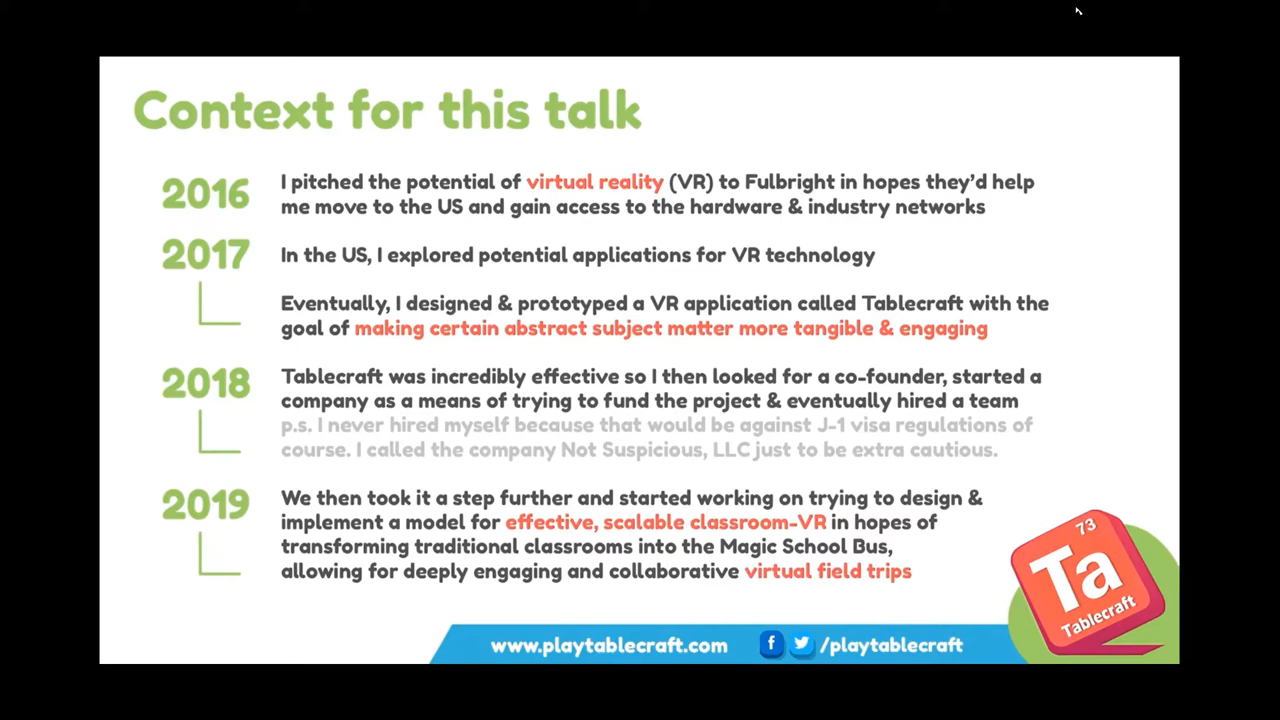 Context for this talk
2016
I pitched the potential of virtual reality (VR) to Fulbright in hopes they'd help
me move to the US and gain access to the hardware & industry networks
2017
In the US, I explored potential applications for VR technology
Eventually, I designed & prototyped a VR application called Tablecraft with the
goal of making certain abstract subject matter more tangible & engaging
2018
Tablecraft was incredibly effective so I then looked for a co-founder, started a
company as a means of trying to fund the project & eventually hired a team
p.s. I never hired myself because that would be against J-1 visa regulations of
course. I called the company Not Suspicious, LLC just to be extra cautious.
2019
We then took it a step further and started working on trying to design &
implement a model for effective, scalable classroom-VR in hopes of
transforming traditional classrooms into the Magic School Bus,
allowing for deeply engaging and collaborative virtual field trips
73
Ta
Tablecraft
www.playtablecraft.com f /playtablecraft